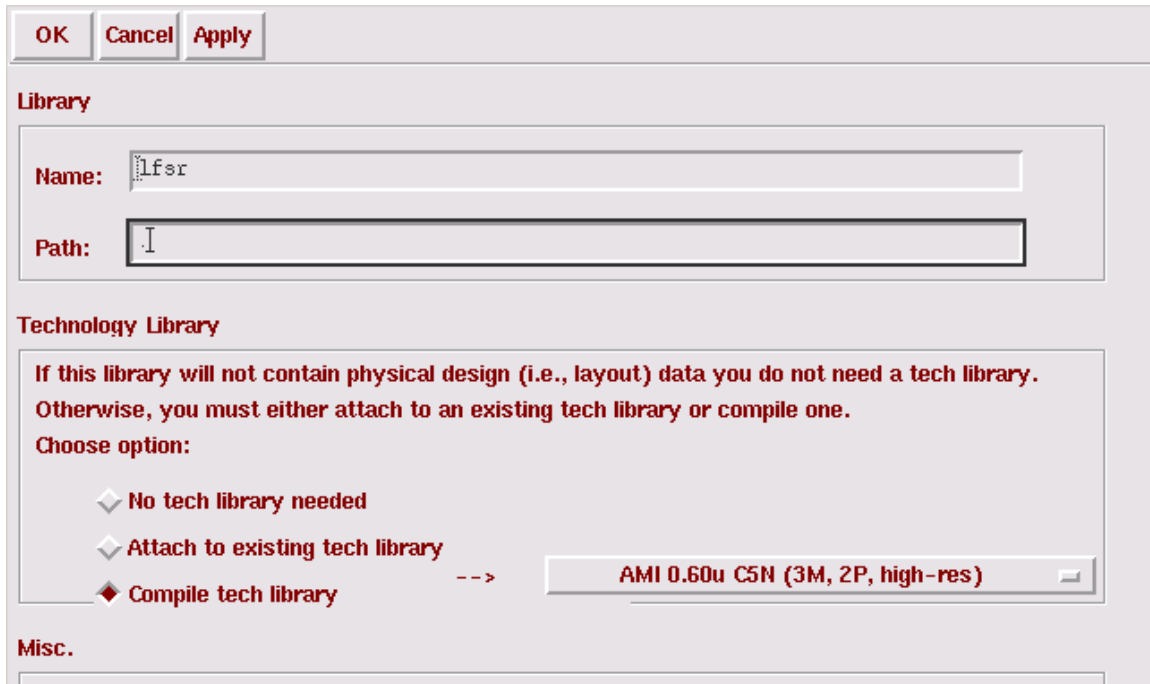 OK Cancel Apply
Library
Name: lfsr
Path: .
Technology Library
If this library will not contain physical design (i.e., layout) data you do not need a tech library.
Otherwise, you must either attach to an existing tech library or compile one.
Choose option:
No tech library needed
Attach to existing tech library
--> AMI 0.60u C5N (3M, 2P, high-res)
Compile tech library
Misc.